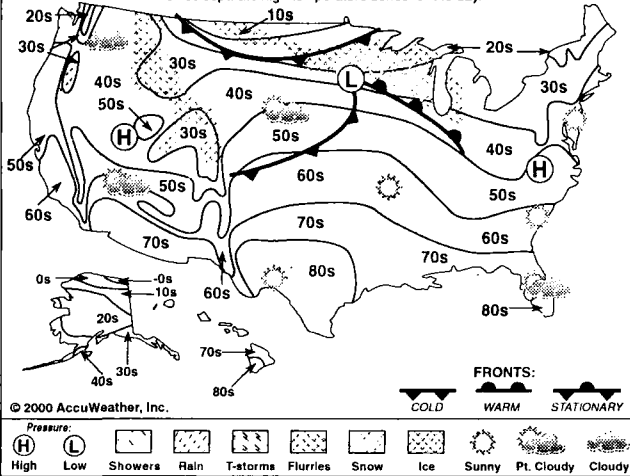 20s
10s
20s
30s
30s
L
40s
40s
30s
50s
H
30s
50s
40s
H
50s
50s
60s
50s
60s
70s
60s
70s
70s
80s
60s
80s
0s
-0s
10s
20s
30s
40s
70s
80s
FRONTS:
COLD WARM STATIONARY
© 2000 AccuWeather, Inc.
Pressure:
H L
High Low Showers Rain T-storms Flurries Snow Ice Sunny Pt. Cloudy Cloudy